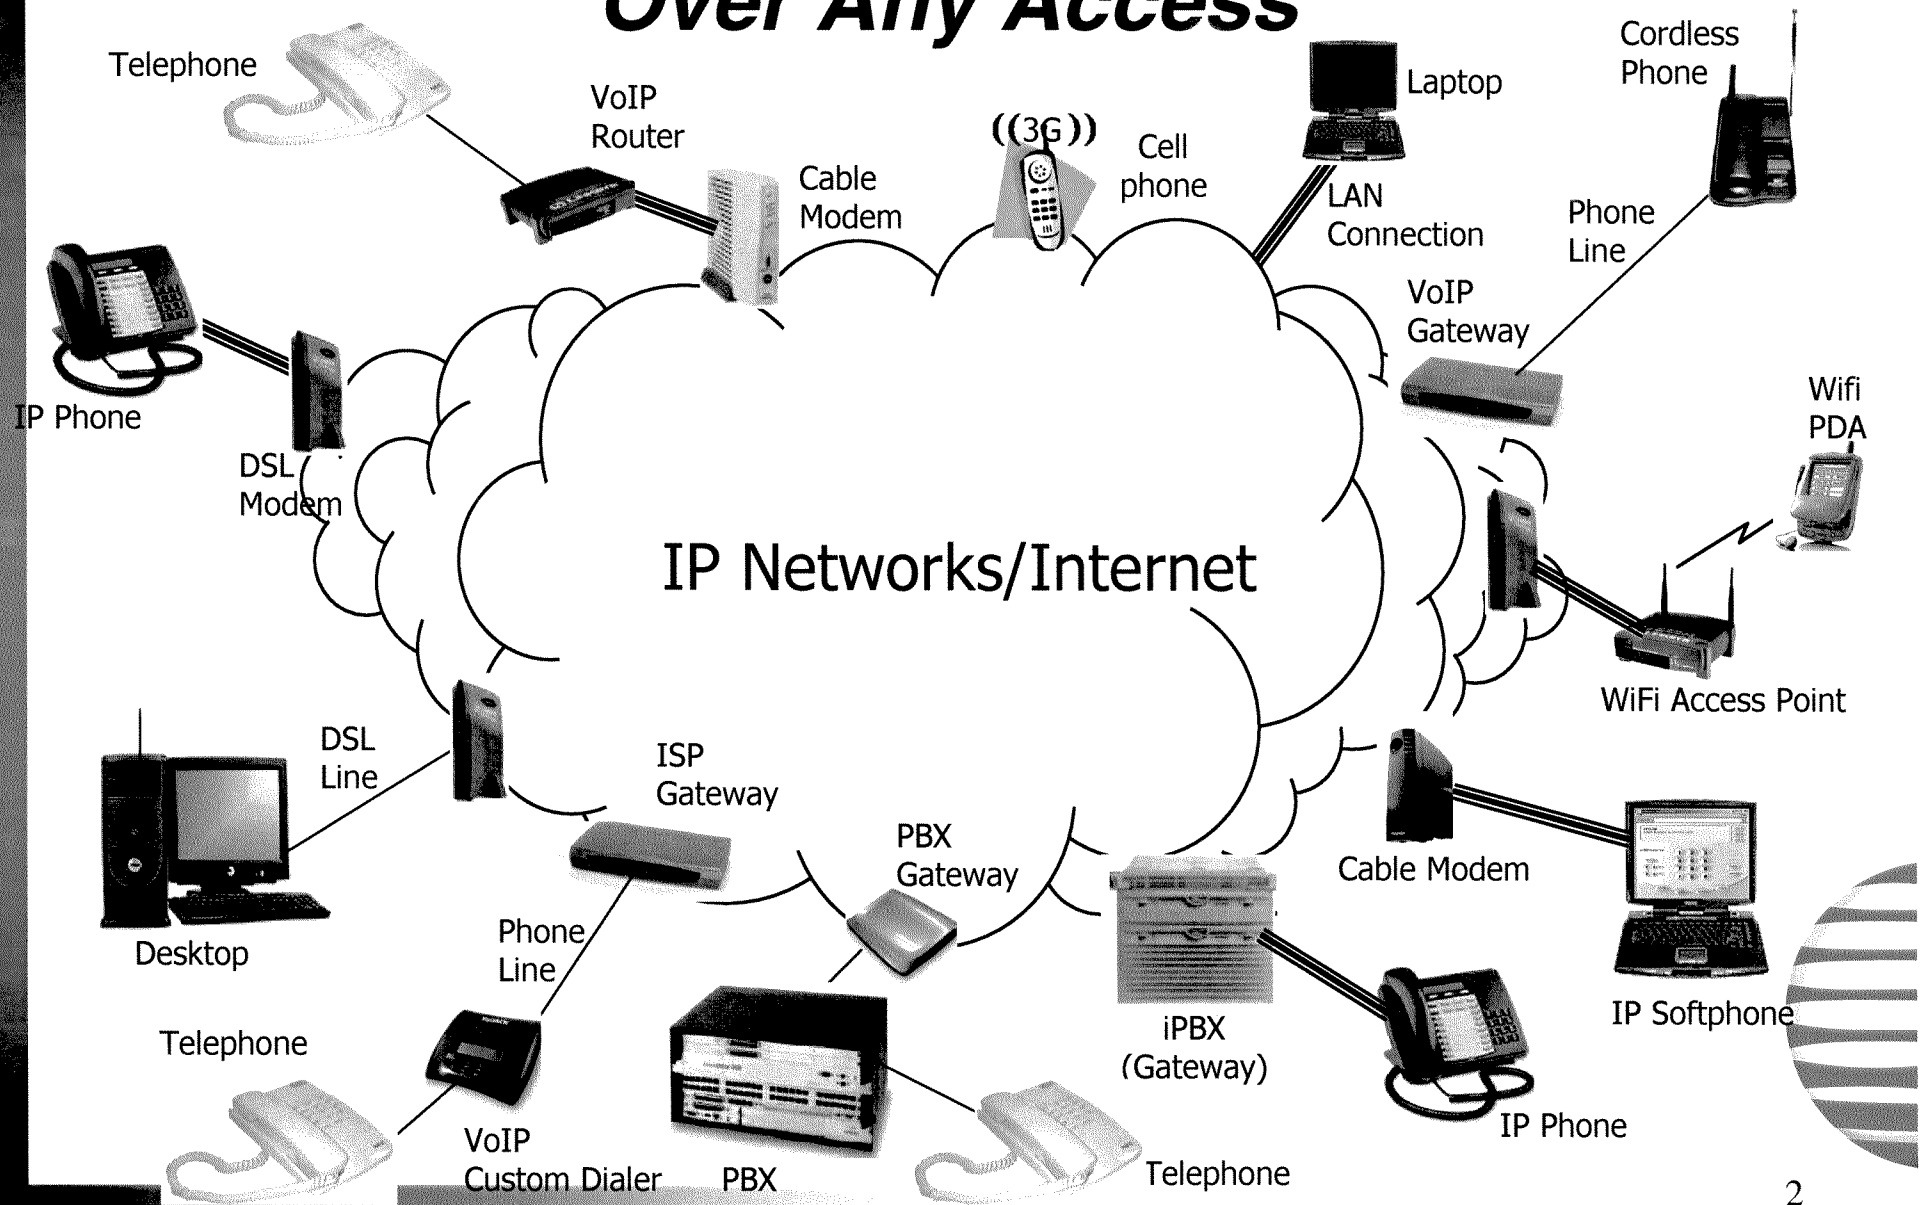 Over Any Access
Telephone
VoIP
Router
Cable
Modem
((3G))
Cell
phone
Laptop
LAN
Connection
Cordless
Phone
Phone
Line
VoIP
Gateway
IP Phone
DSL
Modem
Wifi
PDA
IP Networks/Internet
WiFi Access Point
DSL
Line
ISP
Gateway
PBX
Gateway
Cable Modem
Desktop
Phone
Line
IP Softphone
Telephone
iPBX
(Gateway)
IP Phone
VoIP
Custom Dialer
PBX
Telephone
2